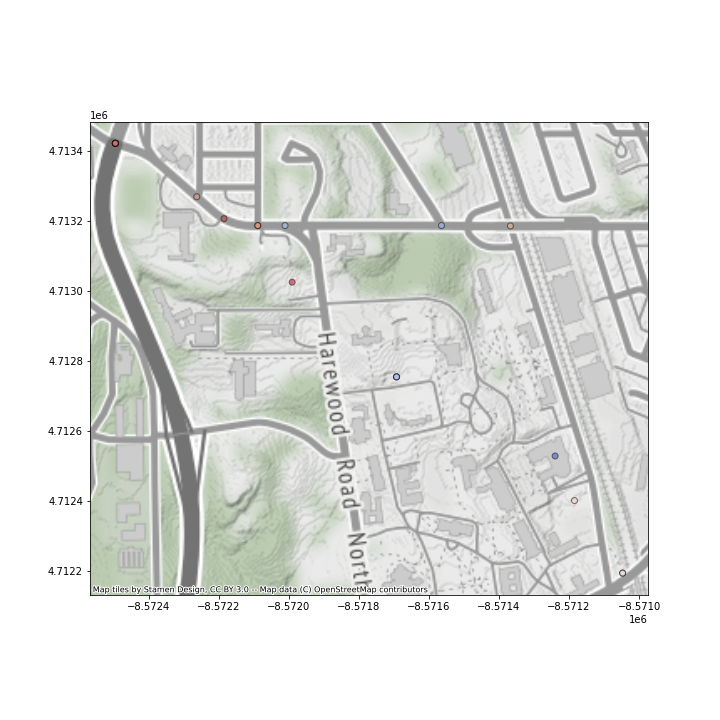 1e6
4.7134
4.7132
4.7130
4.7128
4.7126
4.7124
4.7122
Harewood Road North
Map tiles by Stamen Design, CC BY 3.0 -- Map data (C) OpenStreetMap contributors
−8.5724 −8.5722 −8.5720 −8.5718 −8.5716 −8.5714 −8.5712 −8.5710
1e6